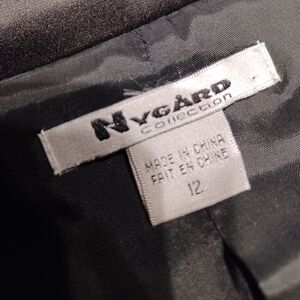 NYGÅRD
Collection
MADE IN CHINA
FAIT EN CHINE
12